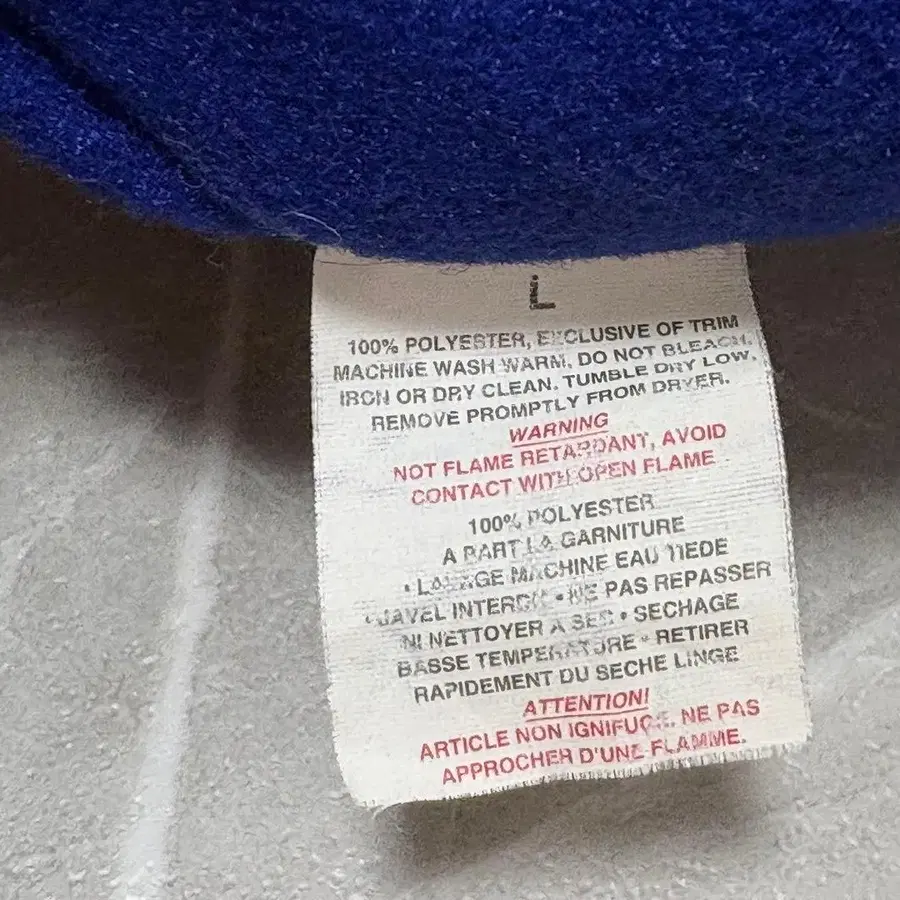 L
100% POLYESTER, EXCLUSIVE OF TRIM
MACHINE WASH WARM, DO NOT BLEACH,
IRON OR DRY CLEAN. TUMBLE DRY LOW,
REMOVE PROMPTLY FROM DRYER.
WARNING
NOT FLAME RETARDANT, AVOID
CONTACT WITH OPEN FLAME
100% POLYESTER
A PART LA GARNITURE
• LAVAGE MACHINE EAU TIEDE
• JAVEL INTERDIT • NE PAS REPASSER
NI NETTOYER A SEC • SECHAGE
BASSE TEMPERATURE • RETIRER
RAPIDEMENT DU SECHE LINGE
ATTENTION!
ARTICLE NON IGNIFUGE. NE PAS
APPROCHER D'UNE FLAMME.